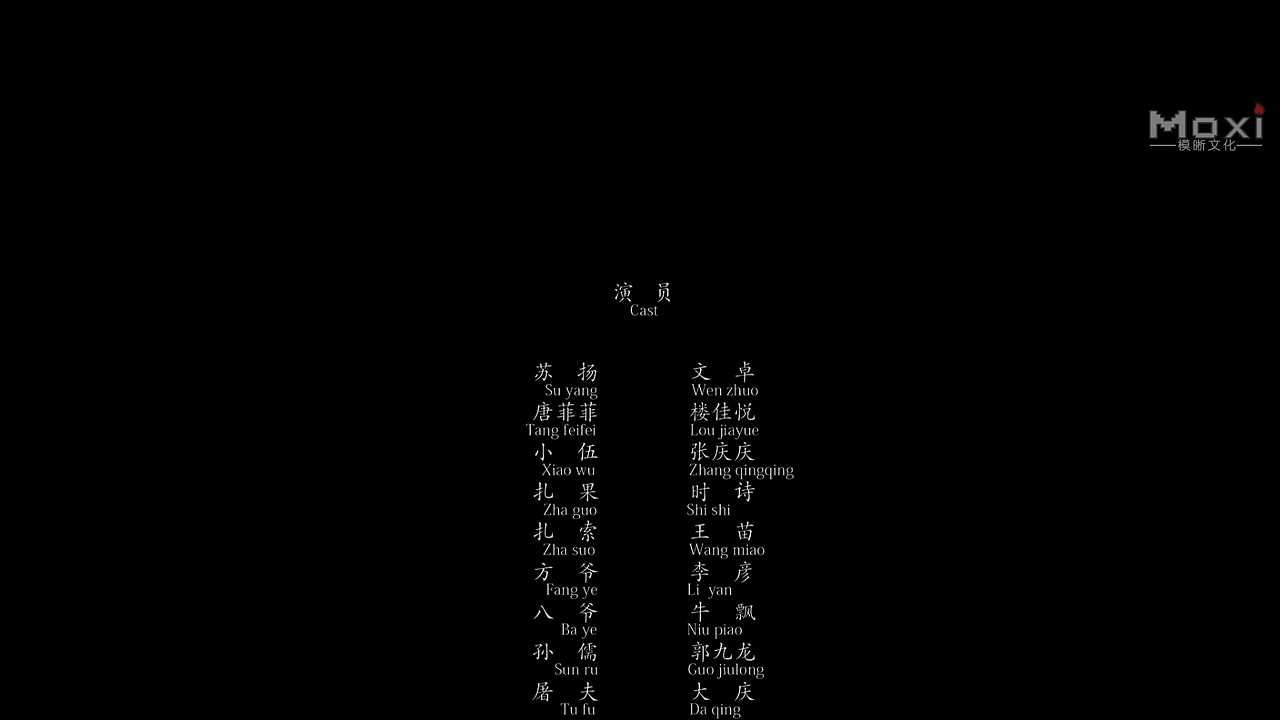 Moxi
模晰文化
演 员
Cast
苏 扬 文 卓
Su yang Wen zhuo
唐菲菲 楼佳悦
Tang feifei Lou jiayue
小 伍 张庆庆
Xiao wu Zhang qingqing
扎 果 时 诗
Zha guo Shi shi
扎 索 王 苗
Zha suo Wang miao
方 爷 李 彦
Fang ye Li yan
八 爷 牛 飘
Ba ye Niu piao
孙 儒 郭九龙
Sun ru Guo jiulong
屠 夫 大 庆
Tu fu Da qing